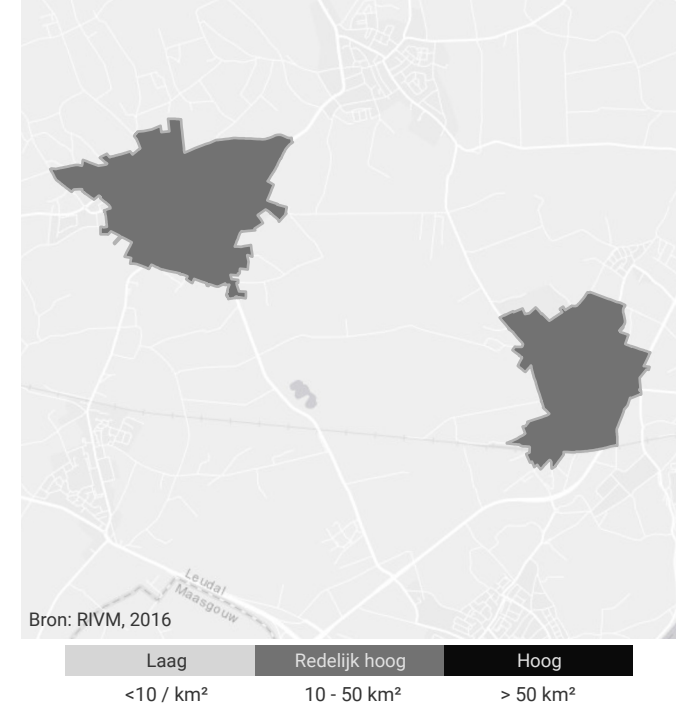 Leudal
Maasgouw
Bron: RIVM, 2016
Laag Redelijk hoog Hoog
<10 / km² 10 - 50 km² > 50 km²